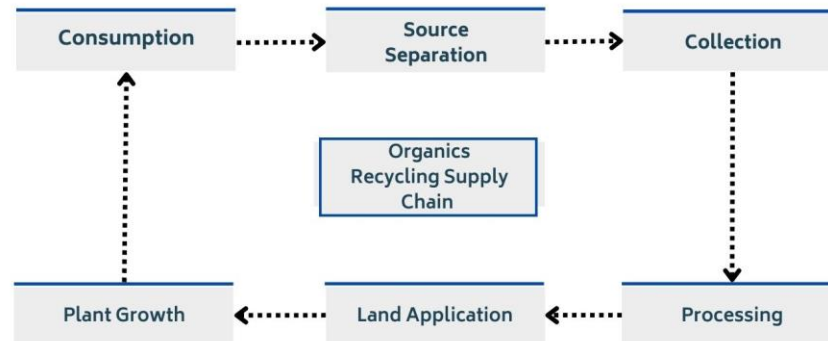 Consumption
Source
Separation
Collection
Organics
Recycling Supply
Chain
Plant Growth
Land Application
Processing